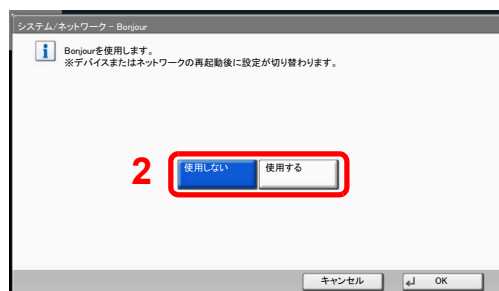 システム/ネットワーク - Bonjour
Bonjourを使用します。
※デバイスまたはネットワークの再起動後に設定が切り替わります。
2
使用しない 使用する
キャンセル OK